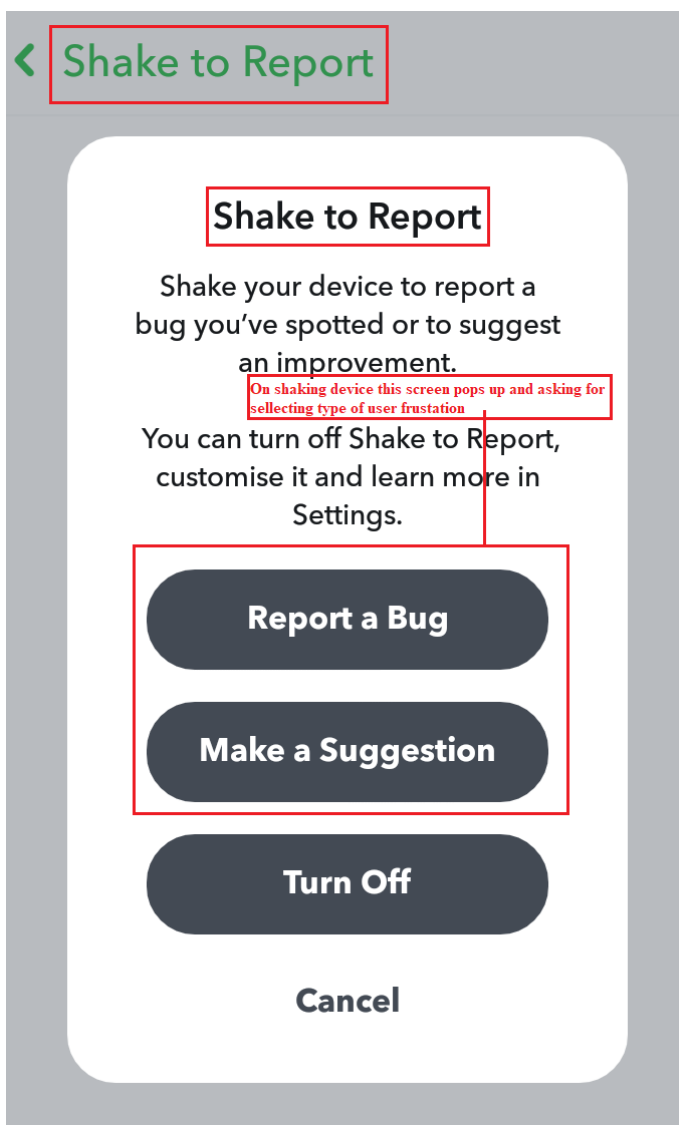 Shake to Report
Shake to Report
Shake your device to report a
bug you’ve spotted or to suggest
an improvement.
On shaking device this screen pops up and asking for
sellecting type of user frustation
You can turn off Shake to Report,
customise it and learn more in
Settings.
Report a Bug
Make a Suggestion
Turn Off
Cancel